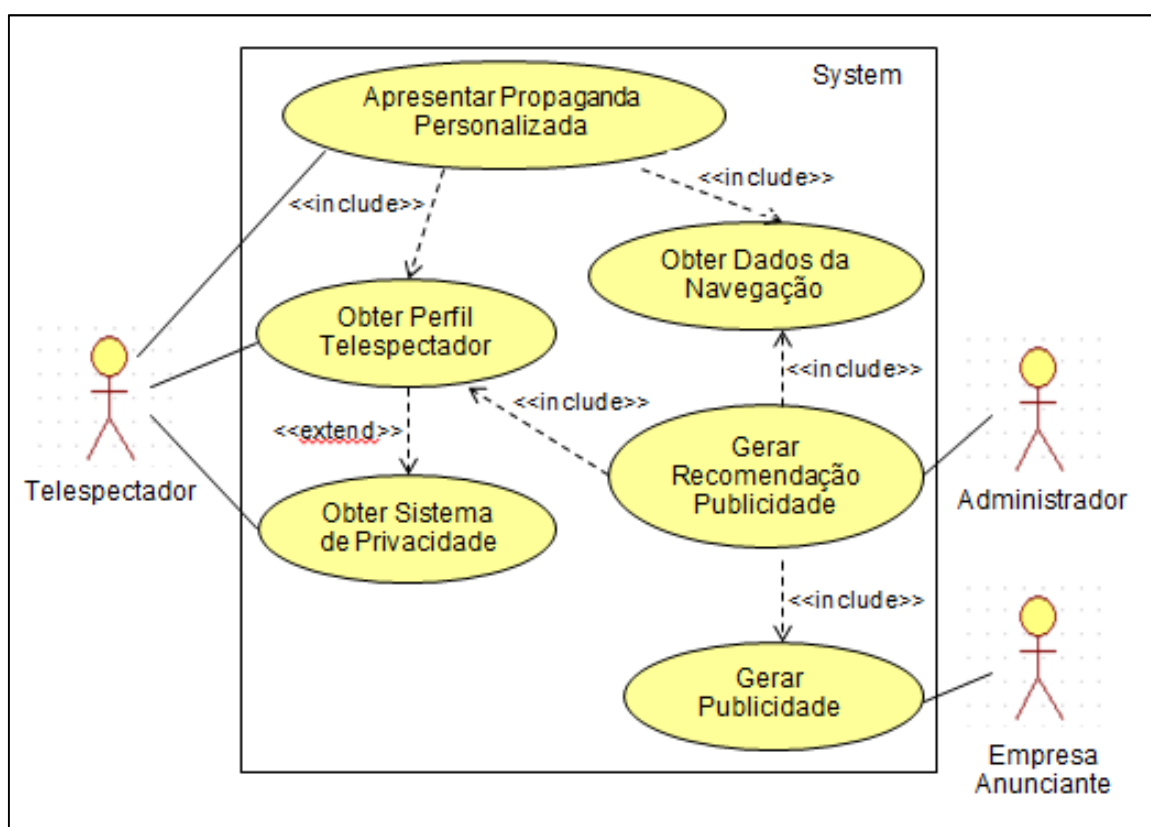 System
Apresentar Propaganda
Personalizada
<<include>>
<<include>>
Obter Dados da
Navegação
Obter Perfil
Telespectador
<<include>>
<<include>>
<<extend>>
Gerar
Recomendação
Publicidade
Telespectador
Administrador
Obter Sistema
de Privacidade
<<include>>
Gerar
Publicidade
Empresa
Anunciante